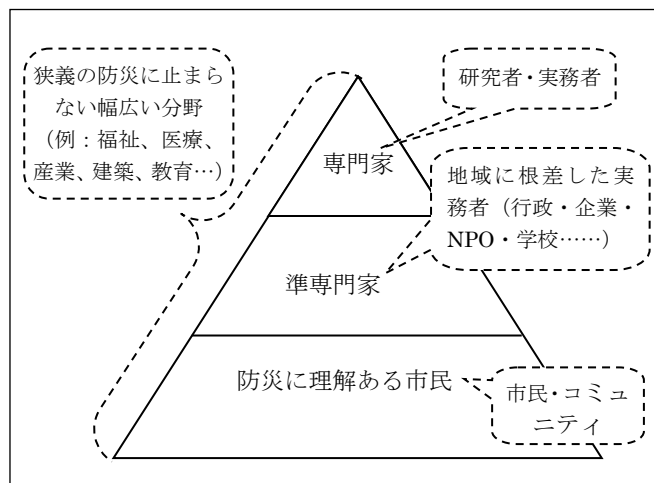 狭義の防災に止まら
ない幅広い分野
（例：福祉、医療、
産業、建築、教育…）
研究者・実務者
専門家
地域に根差した実
務者（行政・企業・
NPO・学校……）
準専門家
防災に理解ある市民
市民・コミュ
ニティ